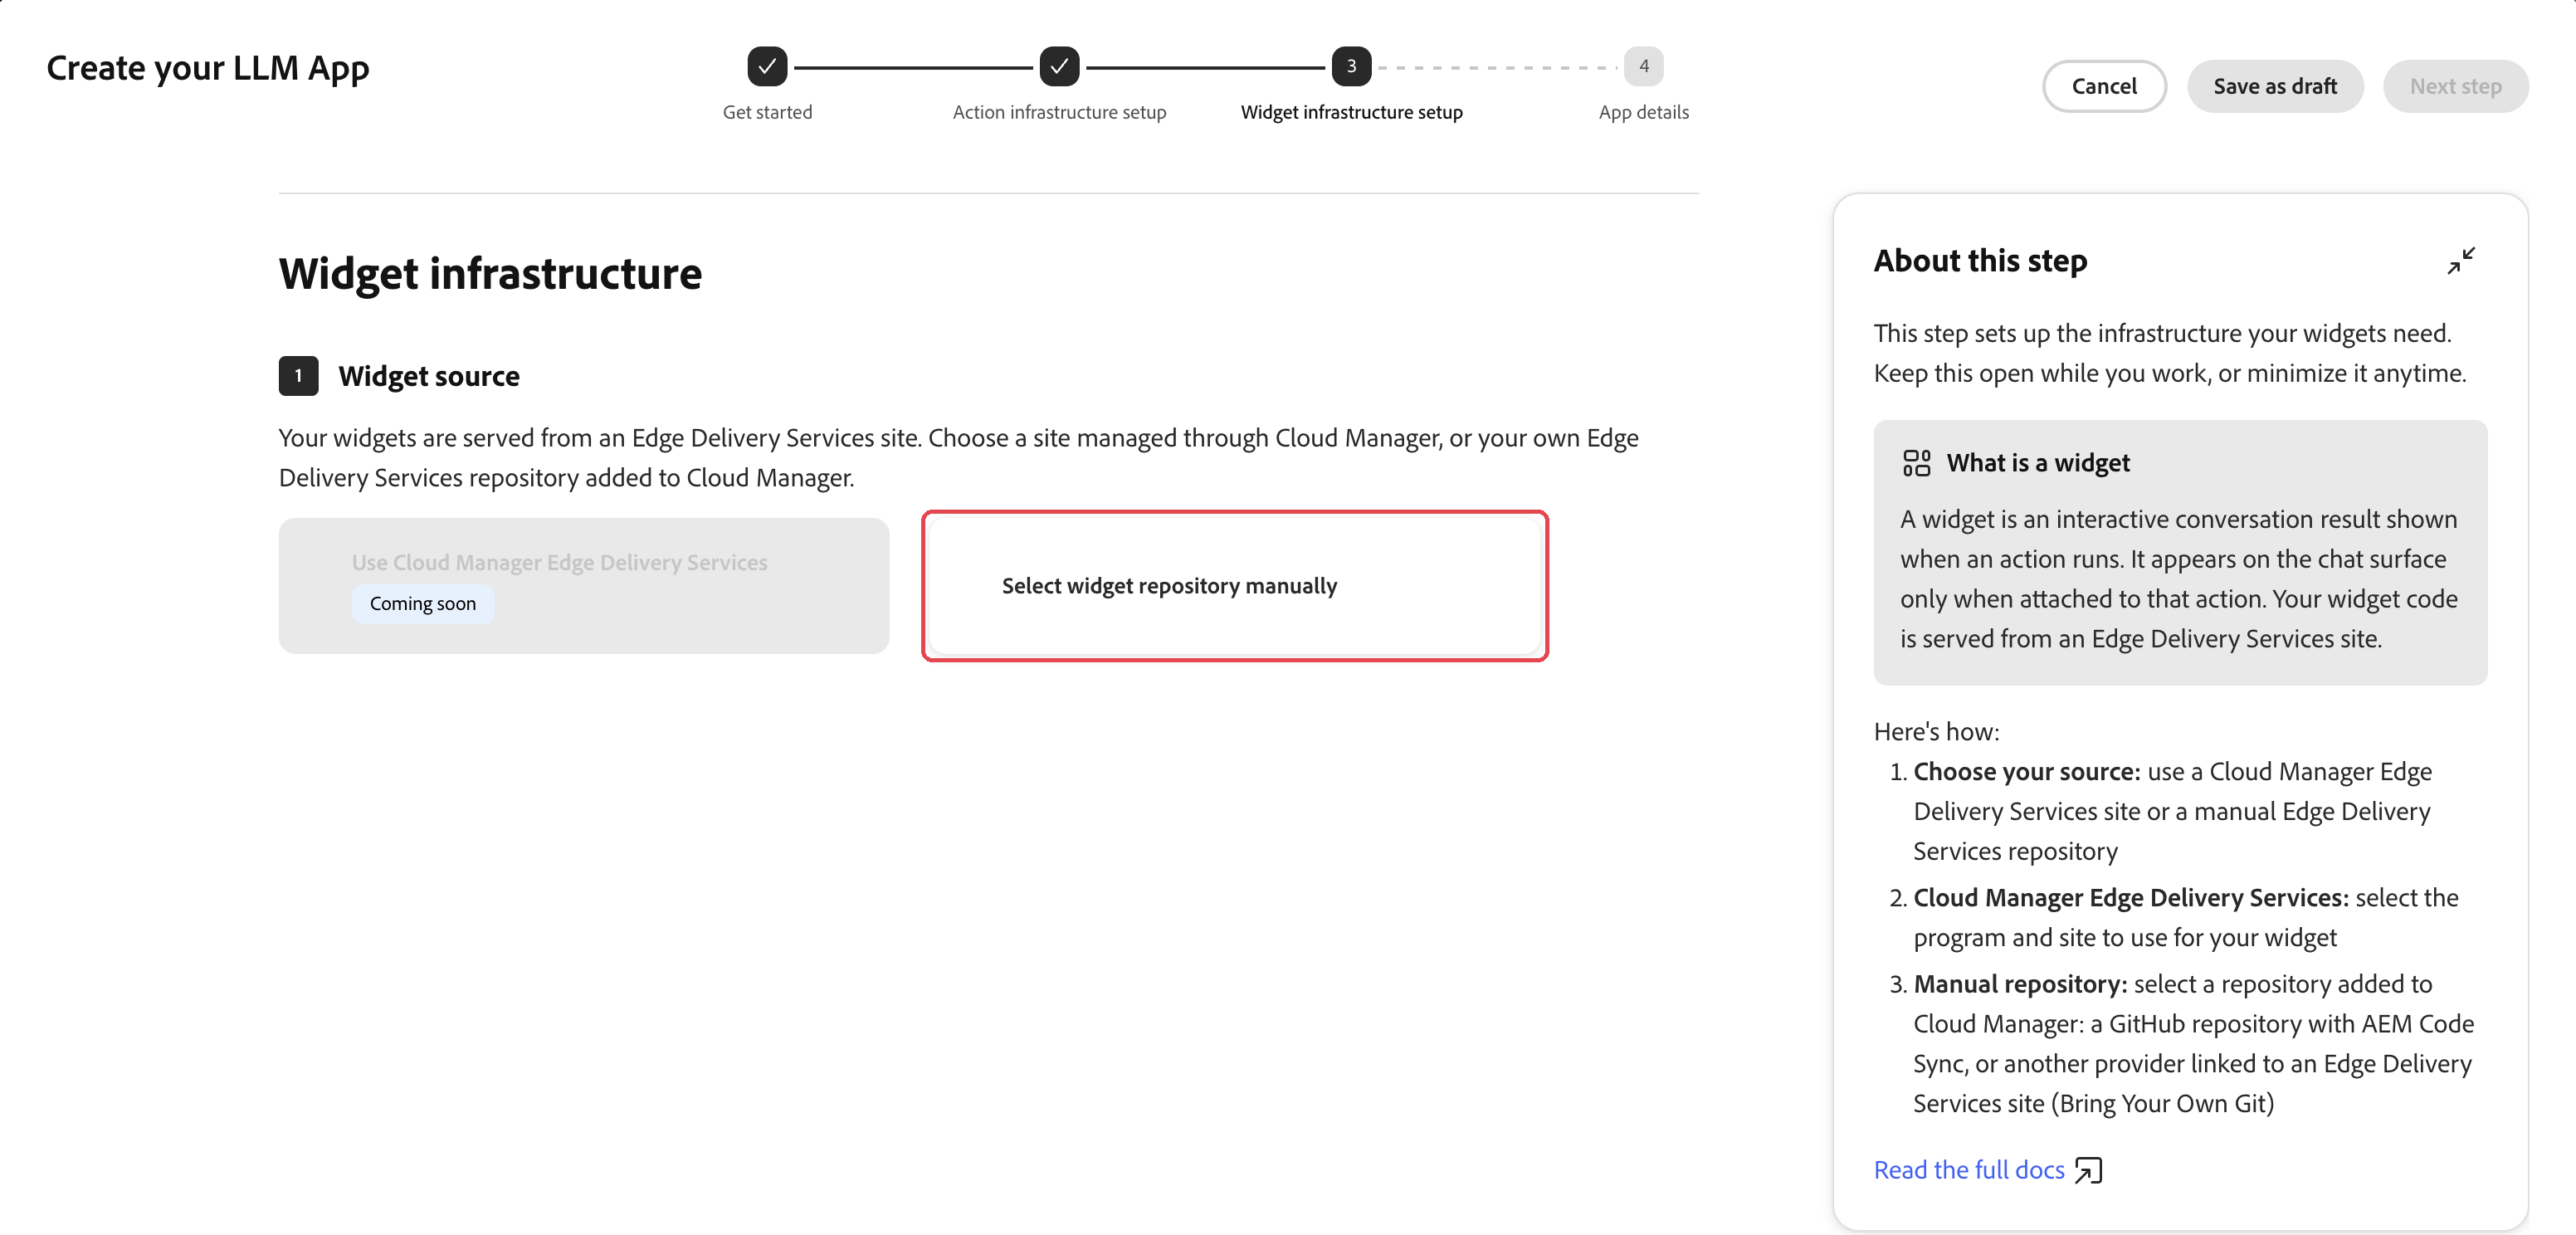 Create your LLM App
3
4
Get started
Action infrastructure setup
Widget infrastructure setup
App details
Cancel
Save as draft
Next step
Widget infrastructure
1
Widget source
Your widgets are served from an Edge Delivery Services site. Choose a site managed through Cloud Manager, or your own Edge
Delivery Services repository added to Cloud Manager.
Use Cloud Manager Edge Delivery Services
Coming soon
Select widget repository manually
About this step
This step sets up the infrastructure your widgets need.
Keep this open while you work, or minimize it anytime.
What is a widget
A widget is an interactive conversation result shown
when an action runs. It appears on the chat surface
only when attached to that action. Your widget code
is served from an Edge Delivery Services site.
Here's how:
1. Choose your source: use a Cloud Manager Edge
Delivery Services site or a manual Edge Delivery
Services repository
2. Cloud Manager Edge Delivery Services: select the
program and site to use for your widget
3. Manual repository: select a repository added to
Cloud Manager: a GitHub repository with AEM Code
Sync, or another provider linked to an Edge Delivery
Services site (Bring Your Own Git)
Read the full docs